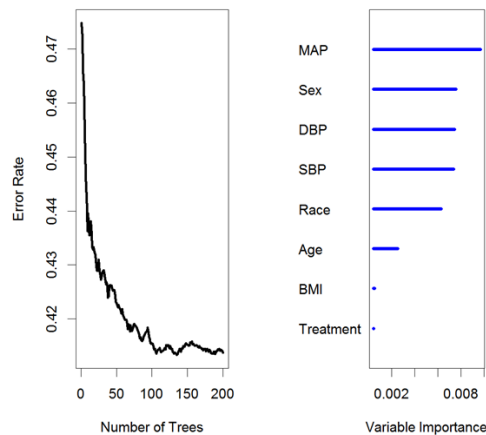 Error Rate
0.47
0.46
0.45
0.44
0.43
0.42
0 50 100 150 200
Number of Trees
MAP
Sex
DBP
SBP
Race
Age
BMI
Treatment
0.002 0.008
Variable Importance